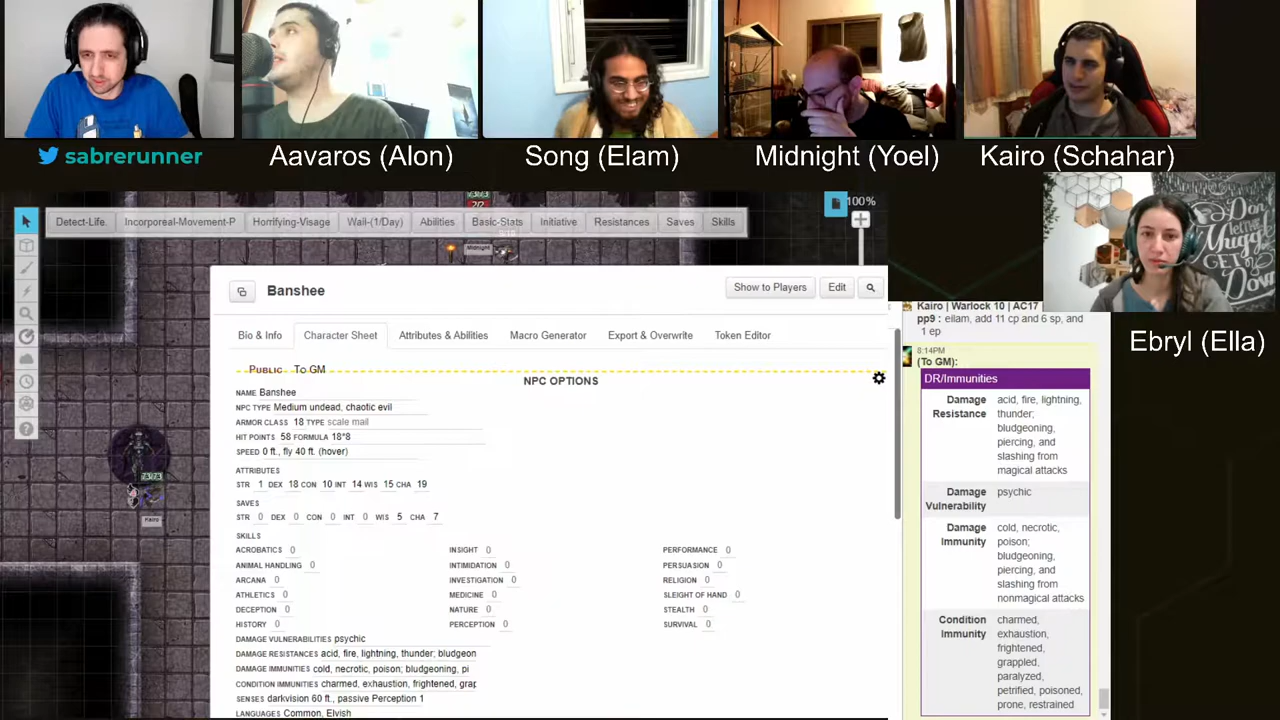 sabrerunner
Aavaros (Alon)
Song (Elam)
Midnight (Yoel)
Kairo (Schahar)
Ebryl (Ella)
100%
Detect-Life. Incorporeal-Movement-P Horrifying-Visage Wail-(1/Day) Abilities Basic-Stats Initiative Resistances Saves Skills
Midnight
Banshee
Show to Players Edit
Bio & Info Character Sheet Attributes & Abilities Macro Generator Export & Overwrite Token Editor
PUBLIC To GM
NPC OPTIONS
NAME Banshee
NPC TYPE Medium undead, chaotic evil
ARMOR CLASS 18 TYPE scale mail
HIT POINTS 58 FORMULA 18*8
SPEED 0 ft., fly 40 ft. (hover)
ATTRIBUTES
STR 1 DEX 18 CON 10 INT 14 WIS 15 CHA 19
SAVES
STR 0 DEX 0 CON 0 INT 0 WIS 5 CHA 7
SKILLS
ACROBATICS 0 INSIGHT 0 PERFORMANCE 0
ANIMAL HANDLING 0 INTIMIDATION 0 PERSUASION 0
ARCANA 0 INVESTIGATION 0 RELIGION 0
ATHLETICS 0 MEDICINE 0 SLEIGHT OF HAND 0
DECEPTION 0 NATURE 0 STEALTH 0
HISTORY 0 PERCEPTION 0 SURVIVAL 0
DAMAGE VULNERABILITIES psychic
DAMAGE RESISTANCES acid, fire, lightning, thunder; bludgeon
DAMAGE IMMUNITIES cold, necrotic, poison; bludgeoning, pi
CONDITION IMMUNITIES charmed, exhaustion, frightened, grap
SENSES darkvision 60 ft., passive Perception 1
LANGUAGES Common, Elvish
Kairo
Kairo | Warlock 10 | AC17
pp9 : eilam, add 11 cp and 6 sp, and
1 ep
8:14PM
(To GM):
DR/Immunities
Damage Resistance acid, fire, lightning,
thunder;
bludgeoning,
piercing, and
slashing from
magical attacks
Damage Vulnerability psychic
Damage Immunity cold, necrotic,
poison;
bludgeoning,
piercing, and
slashing from
nonmagical attacks
Condition Immunity charmed,
exhaustion,
frightened,
grappled,
paralyzed,
petrified, poisoned,
prone, restrained